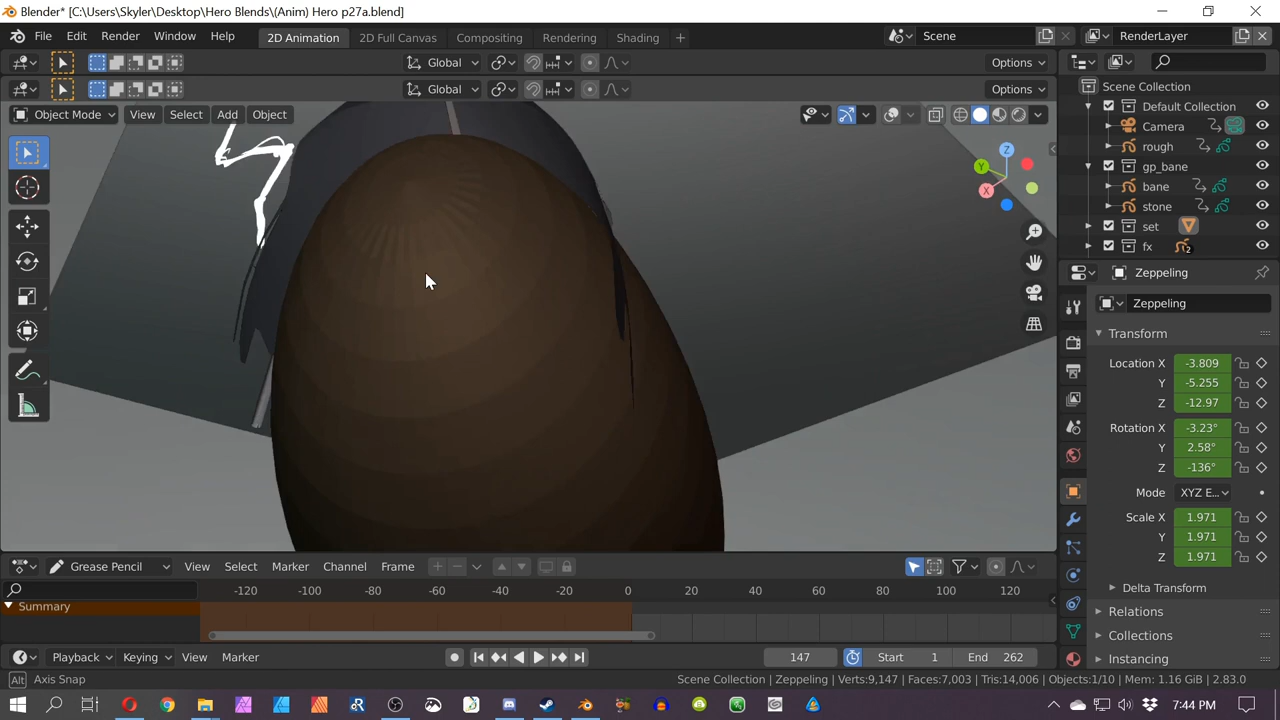 Blender* [C:\Users\Skyler\Desktop\Hero Blends\(Anim) Hero p27a.blend]
File Edit Render Window Help 2D Animation 2D Full Canvas Compositing Rendering Shading + Scene RenderLayer
Global Options
Global Options
Object Mode View Select Add Object
Z
Y
X
Scene Collection
Default Collection
Camera
rough
gp_bane
bane
stone
set
fx 2
Zeppeling
Zeppeling
Transform
Location X -3.809
Y -5.255
Z -12.97
Rotation X -3.23°
Y 2.58°
Z -136°
Mode XYZ E...
Scale X 1.971
Y 1.971
Z 1.971
Delta Transform
Relations
Collections
Instancing
Grease Pencil View Select Marker Channel Frame
-120 -100 -80 -60 -40 -20 0 20 40 60 80 100 120
Summary
Playback Keying View Marker 147 Start 1 End 262
Alt Axis Snap Scene Collection | Zeppeling | Verts:9,147 | Faces:7,003 | Tris:14,006 | Objects:1/10 | Mem: 1.16 GiB | 2.83.0
7:44 PM